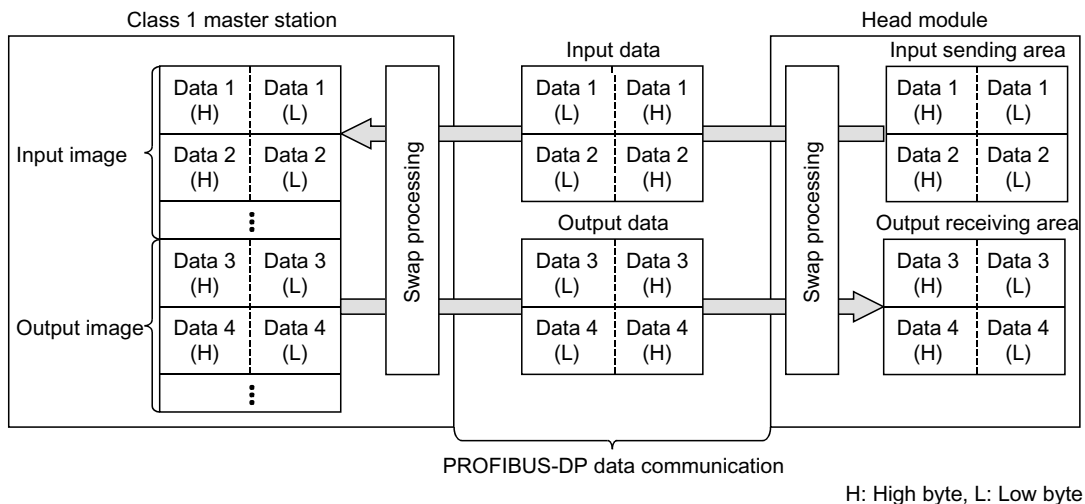 Class 1 master station
Head module
Input data
Input sending area
Data 1 (H)
Data 1 (L)
Data 1 (L)
Data 1 (H)
Data 1 (H)
Data 1 (L)
Input image
Data 2 (H)
Data 2 (L)
Data 2 (L)
Data 2 (H)
Data 2 (H)
Data 2 (L)
Swap processing
Swap processing
Output data
Output receiving area
Data 3 (H)
Data 3 (L)
Data 3 (L)
Data 3 (H)
Data 3 (H)
Data 3 (L)
Output image
Data 4 (H)
Data 4 (L)
Data 4 (L)
Data 4 (H)
Data 4 (H)
Data 4 (L)
PROFIBUS-DP data communication
H: High byte, L: Low byte